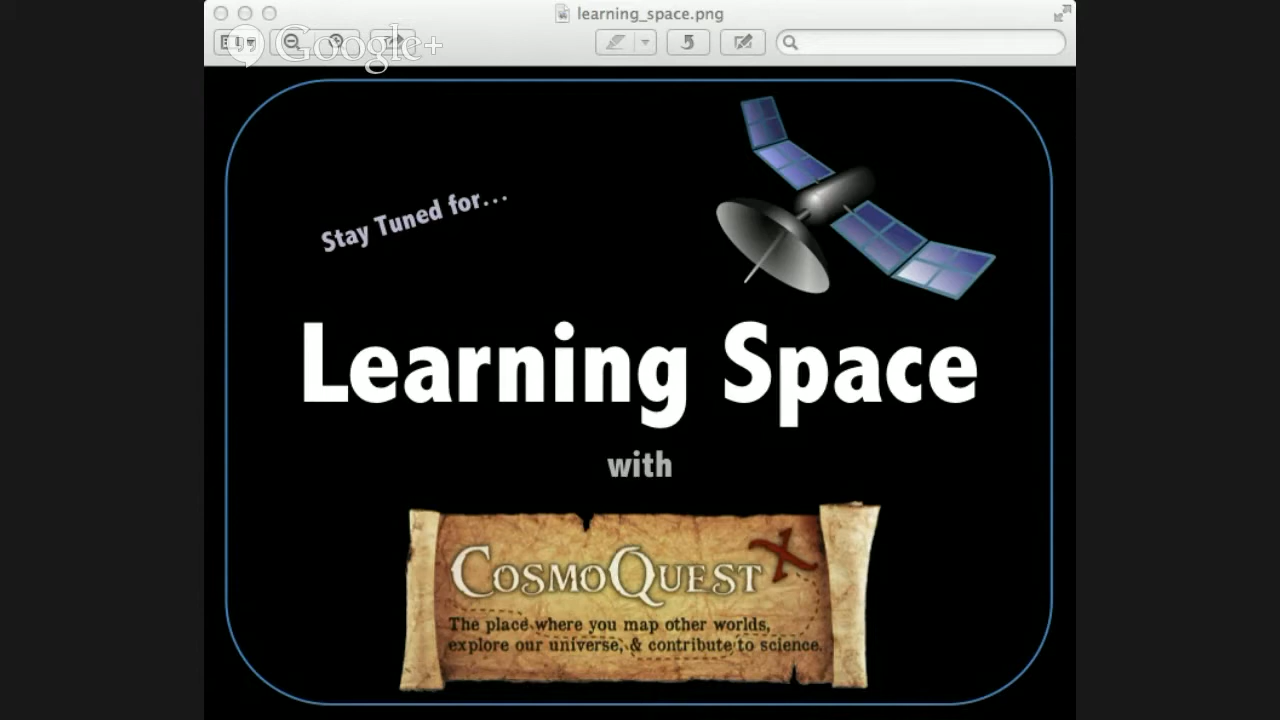 learning_space.png
Google+
Stay Tuned for...
Learning Space
with
CosmoQuest
The place where you map other worlds,
explore our universe, & contribute to science.